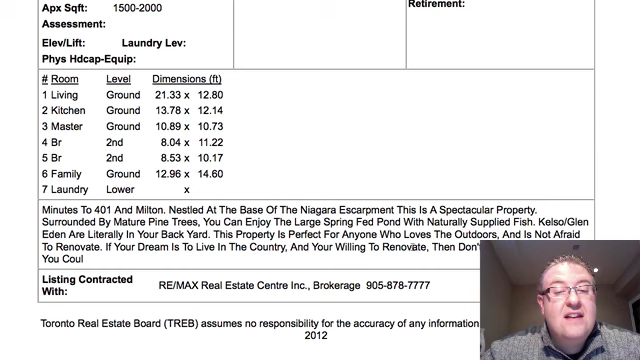 Apx Sqft 1500-2000 Retirement:
Assessment:
Elev/Lift: Laundry Lev:
Phys Hdcap-Equip:
# Room Level Dimensions (ft)
1 Living Ground 21.33 x 12.80
2 Kitchen Ground 13.78 x 12.14
3 Master Ground 10.89 x 10.73
4 Br 2nd 8.04 x 11.22
5 Br 2nd 8.53 x 10.17
6 Family Ground 12.96 x 14.60
7 Laundry Lower x
Minutes To 401 And Milton. Nestled At The Base Of The Niagara Escarpment This Is A Spectacular Property.
Surrounded By Mature Pine Trees, You Can Enjoy The Large Spring Fed Pond With Naturally Supplied Fish. Kelso/Glen
Eden Are Literally In Your Back Yard. This Property Is Perfect For Anyone Who Loves The Outdoors, And Is Not Afraid
To Renovate. If Your Dream Is To Live In The Country, And Your Willing To Renovate, Then Don't
You Coul
Listing Contracted With: RE/MAX Real Estate Centre Inc., Brokerage 905-878-7777
Toronto Real Estate Board (TREB) assumes no responsibility for the accuracy of any information
2012